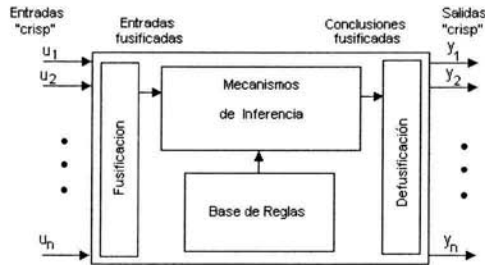 Entradas
"crisp"
Entradas
fusificadas
Conclusiones
fusificadas
Salidas
"crisp"
u1
u2
un
Fusificacion
Mecanismos
de Inferencia
Base de Reglas
Defusificación
y1
y2
yn